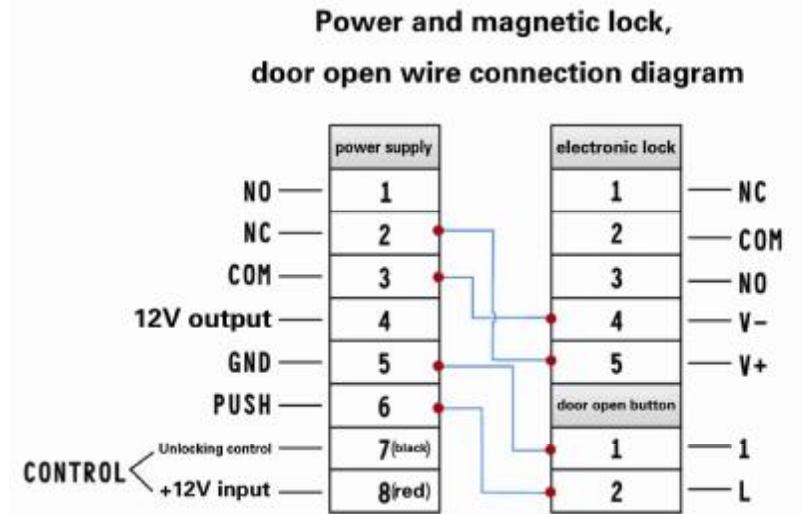 Power and magnetic lock,
door open wire connection diagram
power supply electronic lock
NO 1 1 NC
NC 2 2 COM
COM 3 3 NO
12V output 4 4 V-
GND 5 5 V+
PUSH 6 door open button
Unlocking control 7(black) 1 1
CONTROL
+12V input 8(red) 2 L